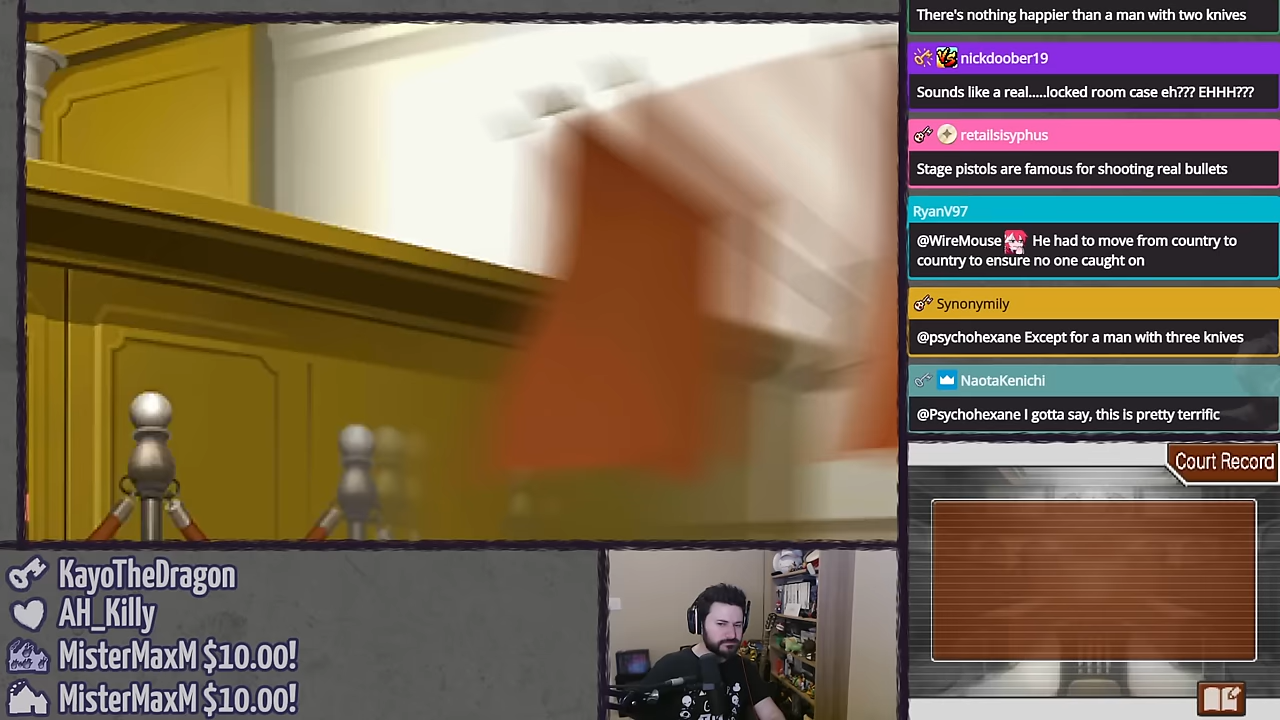 There's nothing happier than a man with two knives
nickdoober19
Sounds like a real.....locked room case eh??? EHHH???
retailsisyphus
Stage pistols are famous for shooting real bullets
RyanV97
@WireMouse He had to move from country to
country to ensure no one caught on
Synonymily
@psychohexane Except for a man with three knives
NaotaKenichi
@Psychohexane I gotta say, this is pretty terrific
Court Record
KayoTheDragon
AH_Killy
MisterMaxM $10.00!
MisterMaxM $10.00!